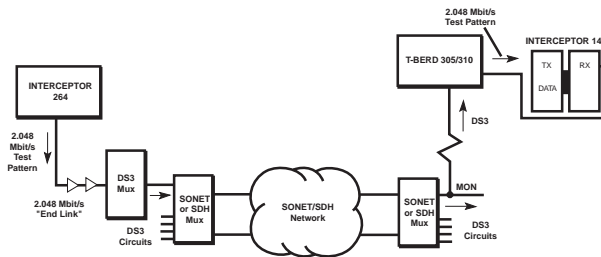 2.048 Mbit/s
Test Pattern
T-BERD 305/310
INTERCEPTOR 14
TX
RX
DATA
INTERCEPTOR
264
DS3
2.048
Mbit/s
Test
Pattern
DS3
Mux
2.048 Mbit/s
"End Link"
SONET
or SDH
Mux
DS3
Circuits
SONET/SDH
Network
SONET
or SDH
Mux
MON
DS3
Circuits